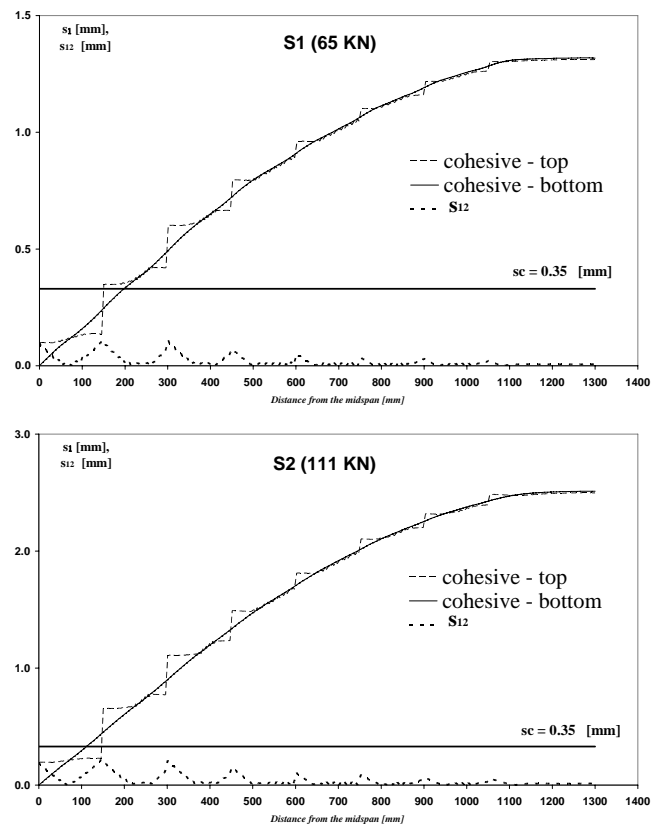 s1 [mm],
s12 [mm]
S1 (65 KN)
1.5
1.0
0.5
0.0
cohesive - top
cohesive - bottom
s12
sc = 0.35 [mm]
0 100 200 300 400 500 600 700 800 900 1000 1100 1200 1300 1400
Distance from the midspan [mm]
s1 [mm],
s12 [mm]
S2 (111 KN)
3.0
2.0
1.0
0.0
cohesive - top
cohesive - bottom
s12
sc = 0.35 [mm]
0 100 200 300 400 500 600 700 800 900 1000 1100 1200 1300 1400
Distance from the midspan [mm]